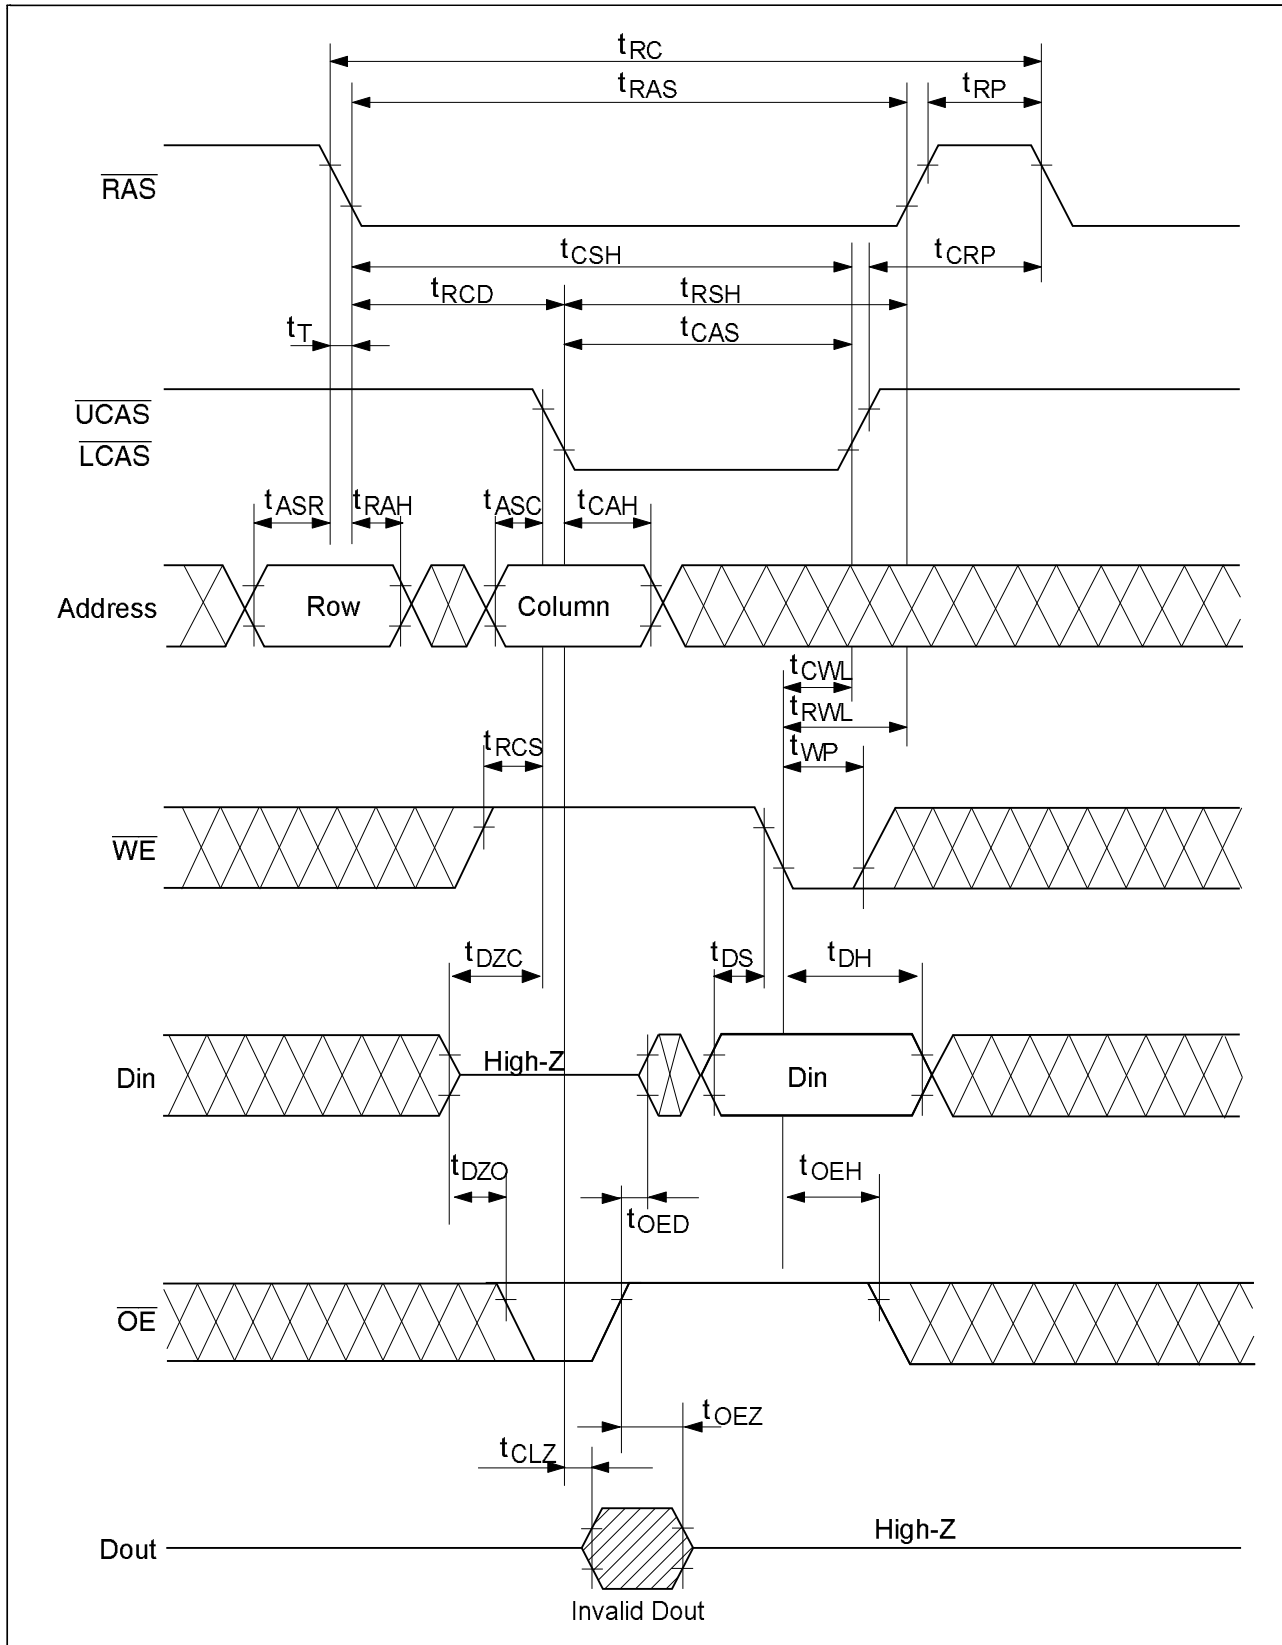 tRC
tRAS
tRP
RAS
tCSH
tCRP
tRCD
tRSH
tT
tCAS
UCAS
LCAS
tASR
tRAH
tASC
tCAH
Address
Row
Column
tCWL
tRWL
tRCS
tWP
WE
tDZC
tDS
tDH
High-Z
Din
Din
tDZO
tOEH
tOED
OE
tOEZ
tCLZ
High-Z
Dout
Invalid Dout